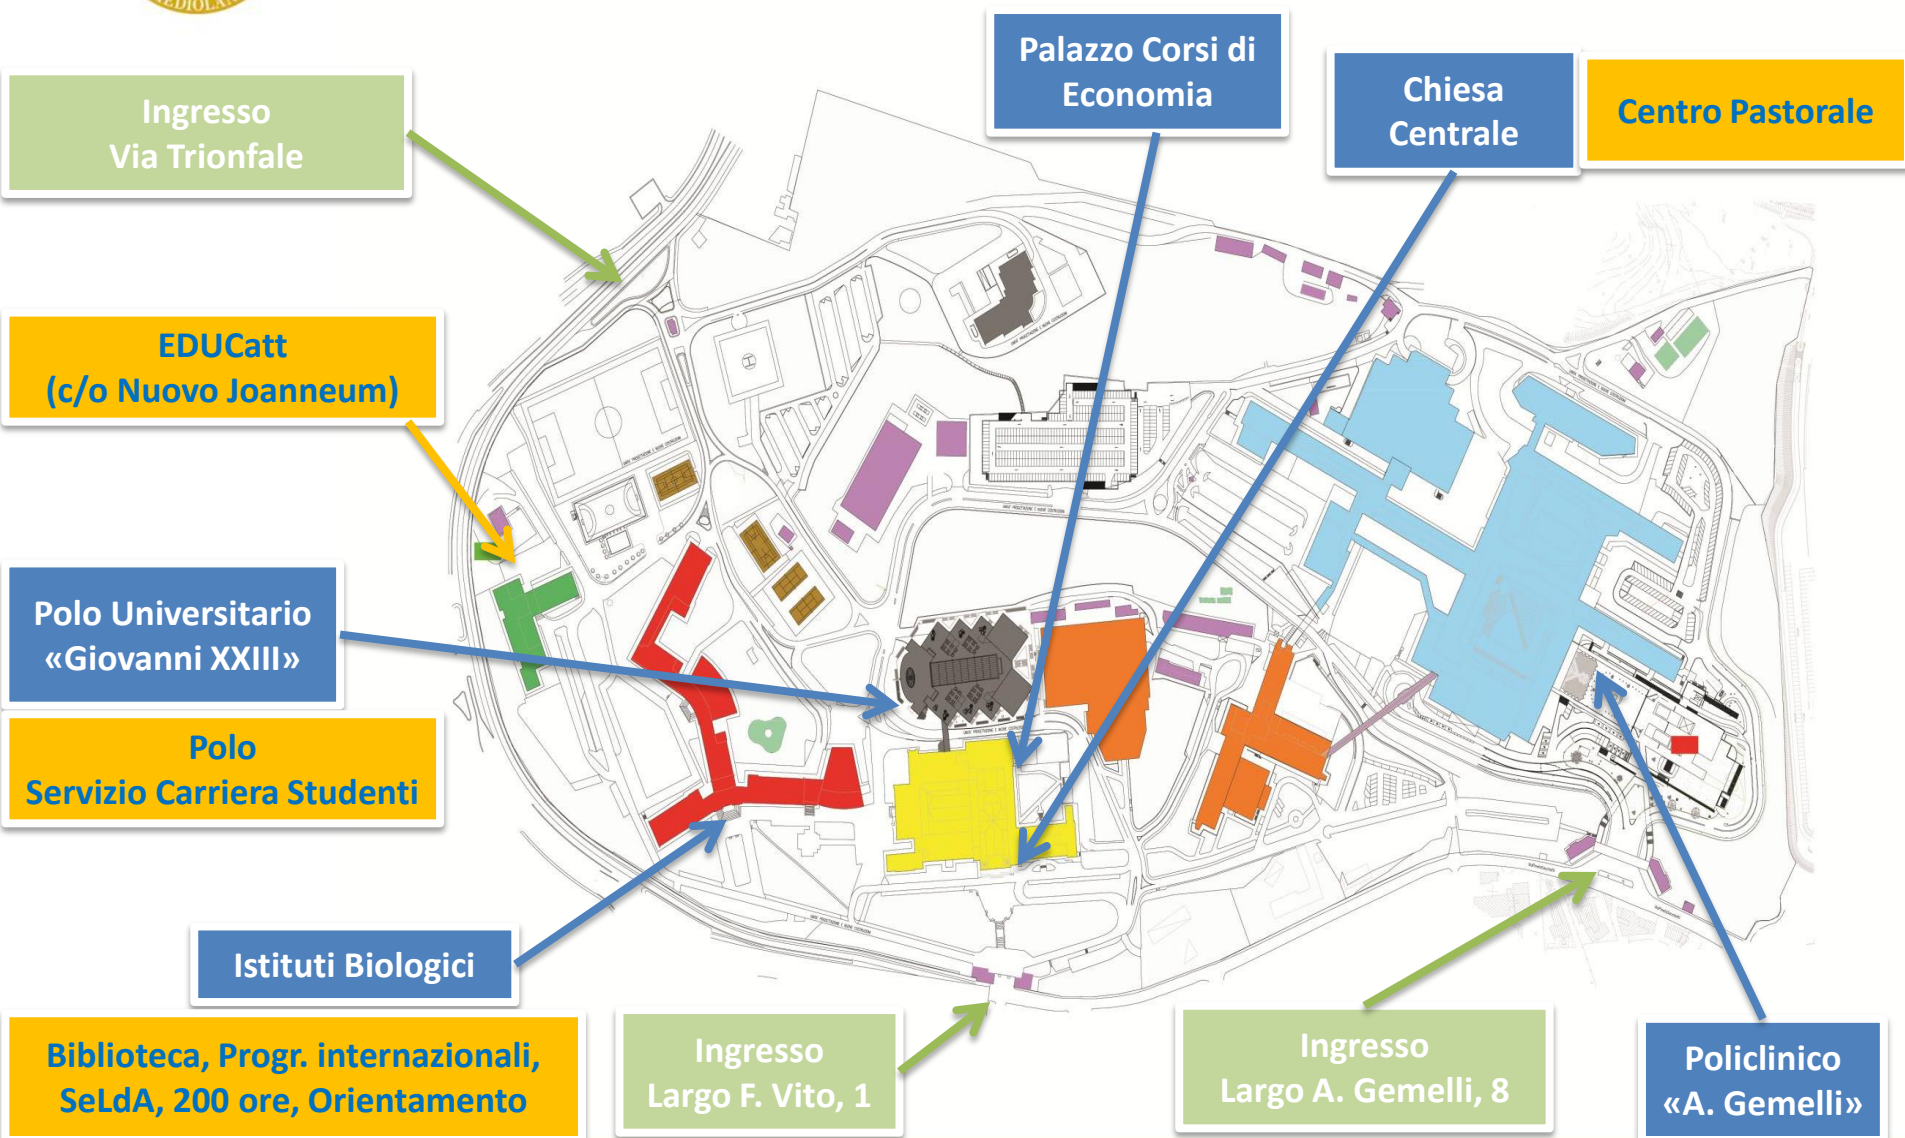 MEDIOLANI
Palazzo Corsi di
Economia
Chiesa
Centrale
Centro Pastorale
Ingresso
Via Trionfale
EDUCatt
(c/o Nuovo Joanneum)
Polo Universitario
«Giovanni XXIII»
Polo
Servizio Carriera Studenti
Istituti Biologici
Biblioteca, Progr. internazionali,
SeLdA, 200 ore, Orientamento
Ingresso
Largo F. Vito, 1
Ingresso
Largo A. Gemelli, 8
Policlinico
«A. Gemelli»